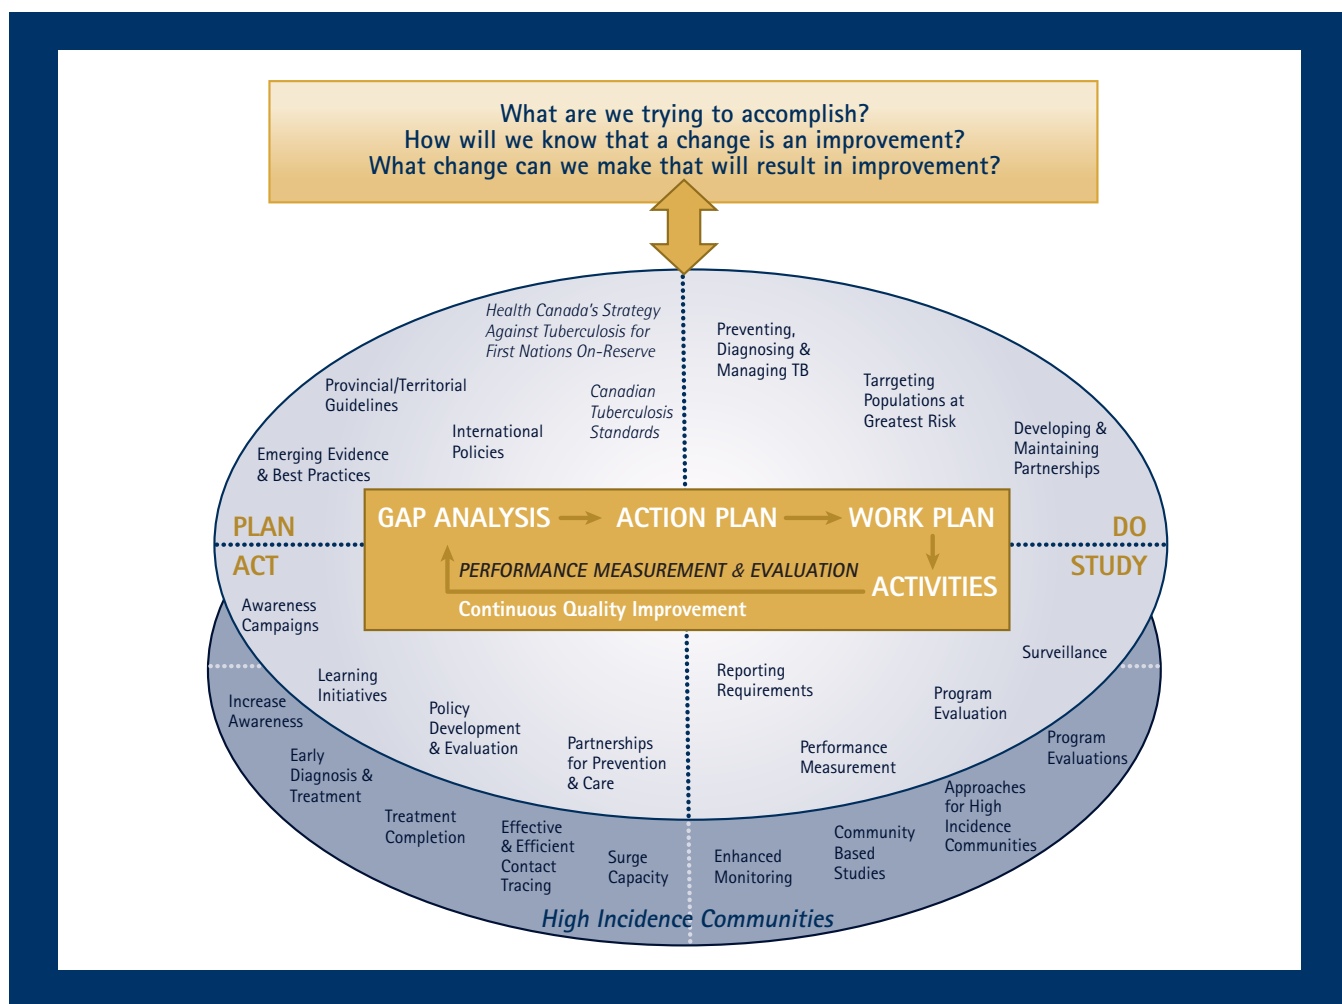 What are we trying to accomplish?
How will we know that a change is an improvement?
What change can we make that will result in improvement?
Health Canada's Strategy
Against Tuberculosis for
First Nations On-Reserve
Provincial/Territorial
Guidelines
Canadian
Tuberculosis
Standards
International
Policies
Emerging Evidence
& Best Practices
Preventing,
Diagnosing &
Managing TB
Tarrgeting
Populations at
Greatest Risk
Developing &
Maintaining
Partnerships
PLAN
DO
ACT
STUDY
GAP ANALYSIS
ACTION PLAN
WORK PLAN
PERFORMANCE MEASUREMENT & EVALUATION
ACTIVITIES
Continuous Quality Improvement
Awareness
Campaigns
Learning
Initiatives
Policy
Development
& Evaluation
Partnerships
for Prevention
& Care
Reporting
Requirements
Performance
Measurement
Program
Evaluation
Surveillance
Increase
Awareness
Early
Diagnosis &
Treatment
Treatment
Completion
Effective
& Efficient
Contact
Tracing
Surge
Capacity
Enhanced
Monitoring
Community
Based
Studies
Approaches
for High
Incidence
Communities
Program
Evaluations
High Incidence Communities